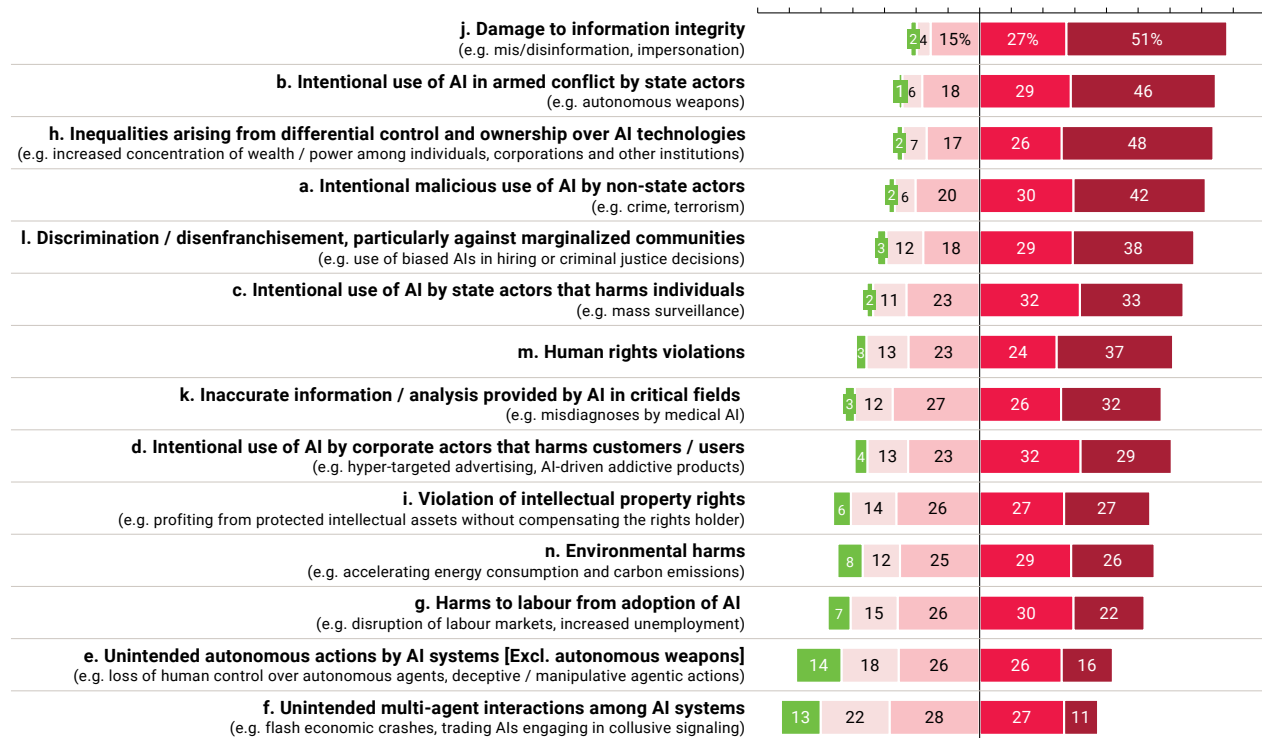 j. Damage to information integrity
(e.g. mis/disinformation, impersonation)
2 4 15% 27% 51%
b. Intentional use of AI in armed conflict by state actors
(e.g. autonomous weapons)
1 6 18 29 46
h. Inequalities arising from differential control and ownership over AI technologies
(e.g. increased concentration of wealth / power among individuals, corporations and other institutions)
2 7 17 26 48
a. Intentional malicious use of AI by non-state actors
(e.g. crime, terrorism)
2 6 20 30 42
l. Discrimination / disenfranchisement, particularly against marginalized communities
(e.g. use of biased AIs in hiring or criminal justice decisions)
3 12 18 29 38
c. Intentional use of AI by state actors that harms individuals
(e.g. mass surveillance)
2 11 23 32 33
m. Human rights violations
3 13 23 24 37
k. Inaccurate information / analysis provided by AI in critical fields
(e.g. misdiagnoses by medical AI)
3 12 27 26 32
d. Intentional use of AI by corporate actors that harms customers / users
(e.g. hyper-targeted advertising, AI-driven addictive products)
4 13 23 32 29
i. Violation of intellectual property rights
(e.g. profiting from protected intellectual assets without compensating the rights holder)
6 14 26 27 27
n. Environmental harms
(e.g. accelerating energy consumption and carbon emissions)
8 12 25 29 26
g. Harms to labour from adoption of AI
(e.g. disruption of labour markets, increased unemployment)
7 15 26 30 22
e. Unintended autonomous actions by AI systems [Excl. autonomous weapons]
(e.g. loss of human control over autonomous agents, deceptive / manipulative agentic actions)
14 18 26 26 16
f. Unintended multi-agent interactions among AI systems
(e.g. flash economic crashes, trading AIs engaging in collusive signaling)
13 22 28 27 11